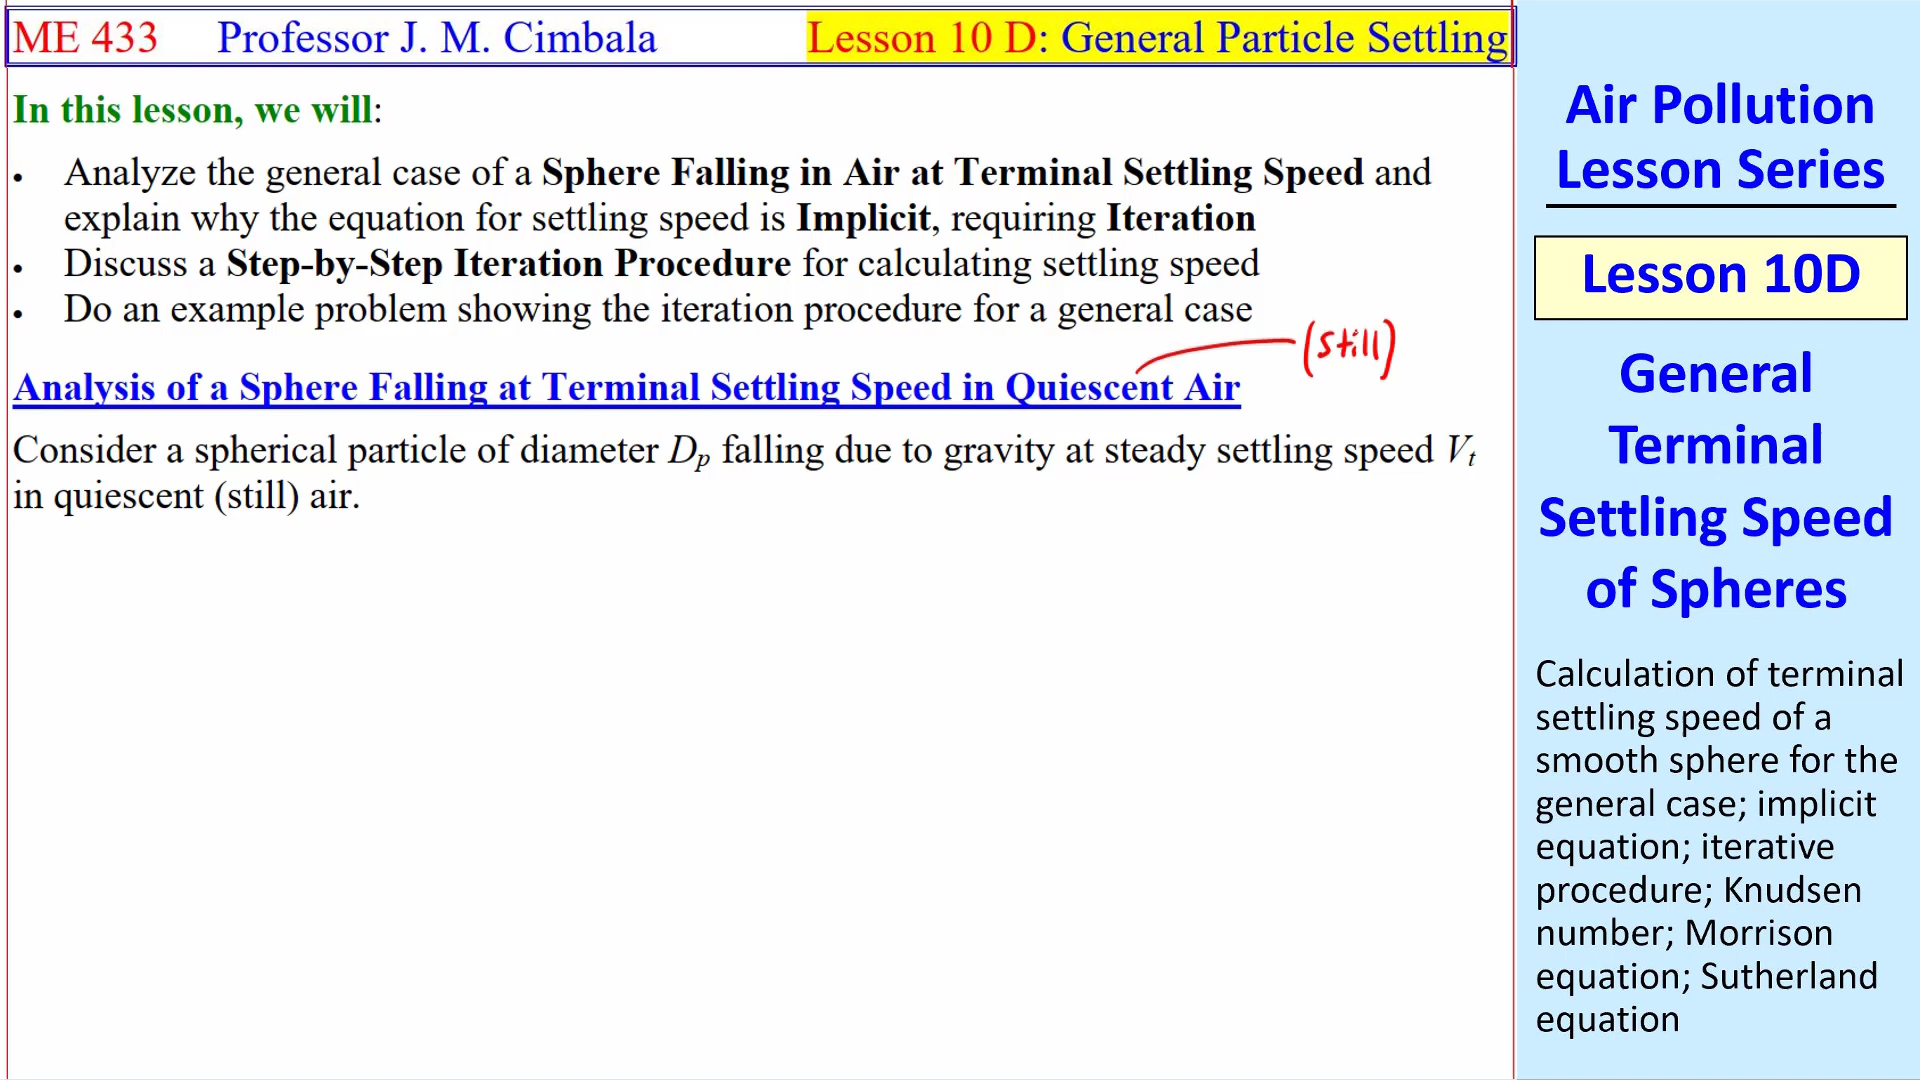 ME 433 Professor J. M. Cimbala Lesson 10 D: General Particle Settling
In this lesson, we will:
• Analyze the general case of a Sphere Falling in Air at Terminal Settling Speed and
explain why the equation for settling speed is Implicit, requiring Iteration
• Discuss a Step-by-Step Iteration Procedure for calculating settling speed
• Do an example problem showing the iteration procedure for a general case
(still)
Analysis of a Sphere Falling at Terminal Settling Speed in Quiescent Air
Consider a spherical particle of diameter Dp falling due to gravity at steady settling speed Vt
in quiescent (still) air.
Air Pollution
Lesson Series
Lesson 10D
General
Terminal
Settling Speed
of Spheres
Calculation of terminal
settling speed of a
smooth sphere for the
general case; implicit
equation; iterative
procedure; Knudsen
number; Morrison
equation; Sutherland
equation